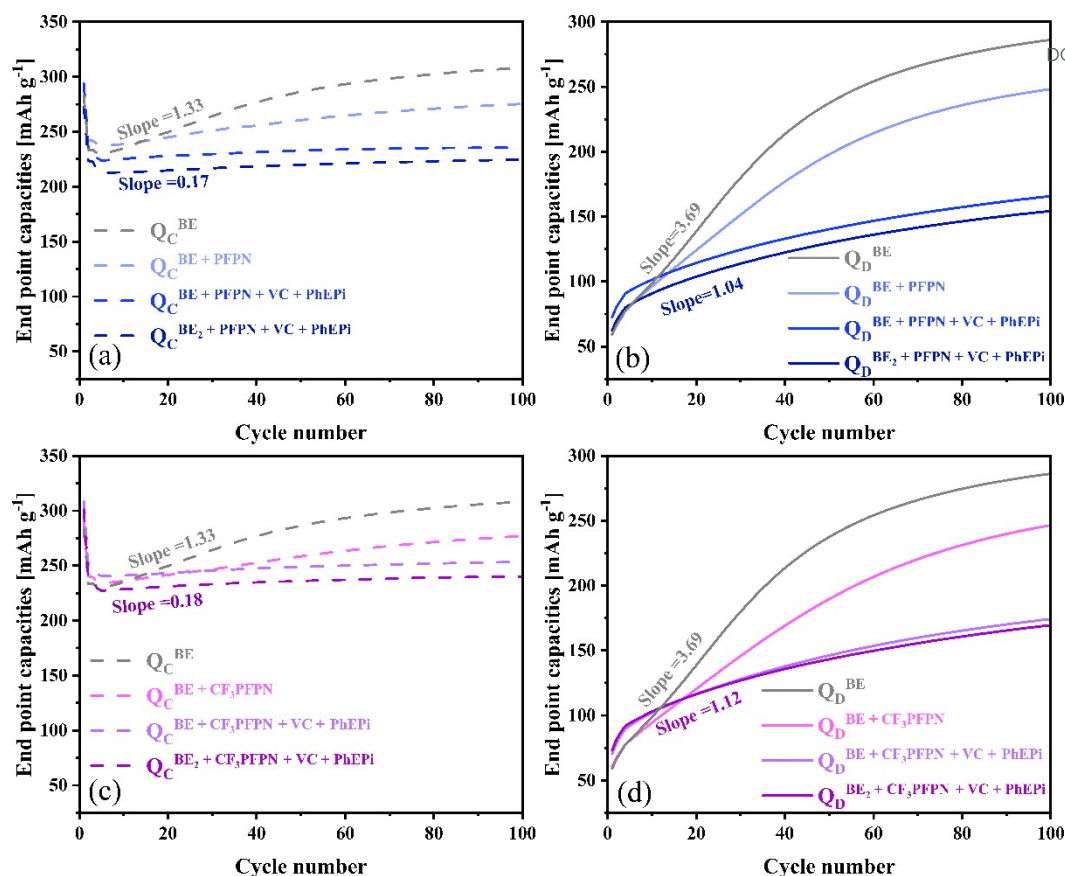 End point capacities [mAh g⁻¹]
350
300
250
200
150
100
50
Slope =1.33
Slope =0.17
Q_C^BE
Q_C^BE + PFPN
Q_C^BE + PFPN + VC + PhEPi
Q_C^BE₂ + PFPN + VC + PhEPi
(a)
0 20 40 60 80 100
Cycle number
End point capacities [mAh g⁻¹]
300
250
200
150
100
50
DO
Slope=3.69
Slope=1.04
Q_D^BE
Q_D^BE + PFPN
Q_D^BE + PFPN + VC + PhEPi
Q_D^BE₂ + PFPN + VC + PhEPi
(b)
0 20 40 60 80 100
Cycle number
End point capacities [mAh g⁻¹]
350
300
250
200
150
100
50
Slope =1.33
Slope =0.18
Q_C^BE
Q_C^BE + CF₃PFPN
Q_C^BE + CF₃PFPN + VC + PhEPi
Q_C^BE₂ + CF₃PFPN + VC + PhEPi
(c)
0 20 40 60 80 100
Cycle number
End point capacities [mAh g⁻¹]
300
250
200
150
100
50
Slope=3.69
Slope =1.12
Q_D^BE
Q_D^BE + CF₃PFPN
Q_D^BE + CF₃PFPN + VC + PhEPi
Q_D^BE₂ + CF₃PFPN + VC + PhEPi
(d)
0 20 40 60 80 100
Cycle number